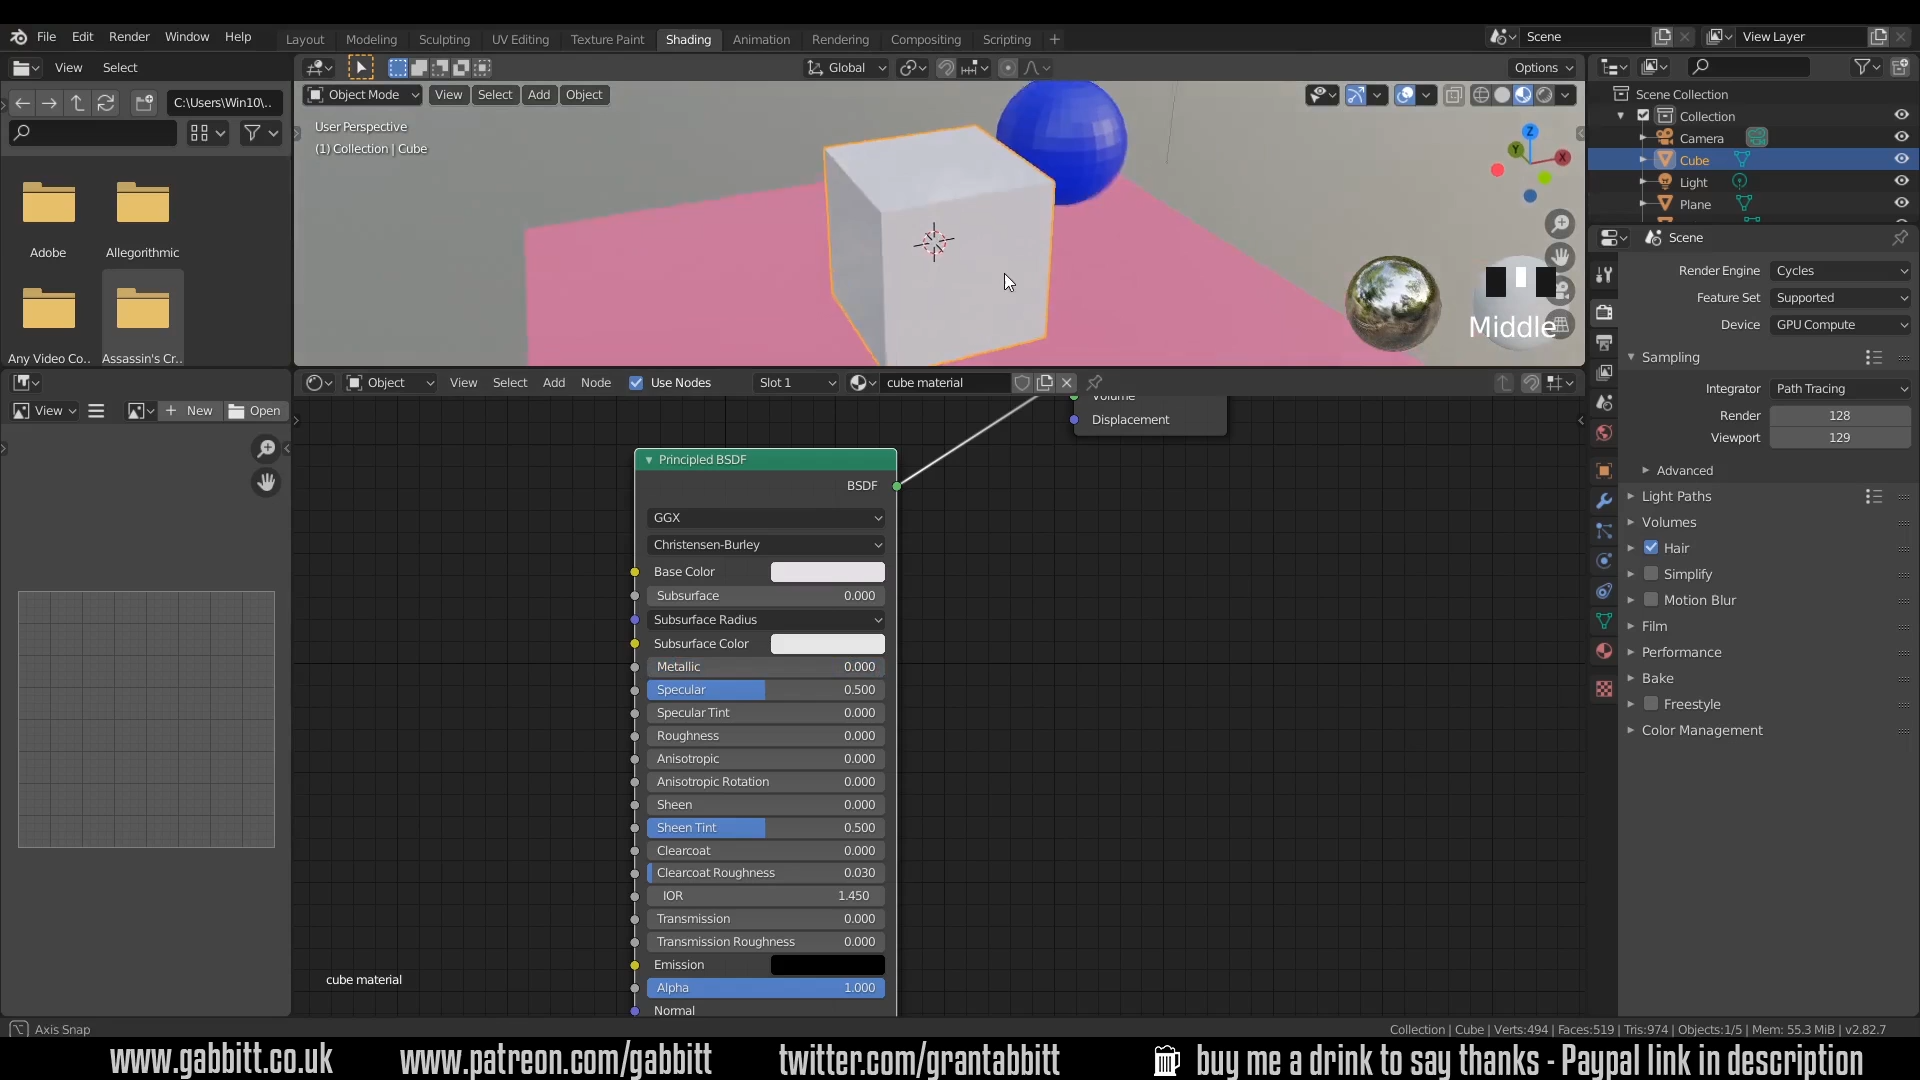 File Edit Render Window Help
Layout Modeling Sculpting UV Editing Texture Paint Shading Animation Rendering Compositing Scripting
Scene
View Layer
View Select
Global
Options
C:\Users\Win10\..
Object Mode View Select Add Object
User Perspective
(1) Collection | Cube
Adobe
Allegorithmic
Any Video Co..
Assassin's Cr..
Middle
Scene Collection
Collection
Camera
Cube
Light
Plane
Scene
Render Engine Cycles
Feature Set Supported
Device GPU Compute
Sampling
Integrator Path Tracing
Render 128
Viewport 129
Advanced
Light Paths
Volumes
Hair
Simplify
Motion Blur
Film
Performance
Bake
Freestyle
Color Management
View New Open
Object View Select Add Node Use Nodes Slot 1 cube material
Volume
Displacement
Principled BSDF
BSDF
GGX
Christensen-Burley
Base Color
Subsurface 0.000
Subsurface Radius
Subsurface Color
Metallic 0.000
Specular 0.500
Specular Tint 0.000
Roughness 0.000
Anisotropic 0.000
Anisotropic Rotation 0.000
Sheen 0.000
Sheen Tint 0.500
Clearcoat 0.000
Clearcoat Roughness 0.030
IOR 1.450
Transmission 0.000
Transmission Roughness 0.000
Emission
Alpha 1.000
Normal
cube material
Axis Snap
Collection | Cube | Verts:494 | Faces:519 | Tris:974 | Objects:1/5 | Mem: 55.3 MiB | v2.82.7
www.gabbitt.co.uk www.patreon.com/gabbitt twitter.com/grantabbitt buy me a drink to say thanks - Paypal link in description